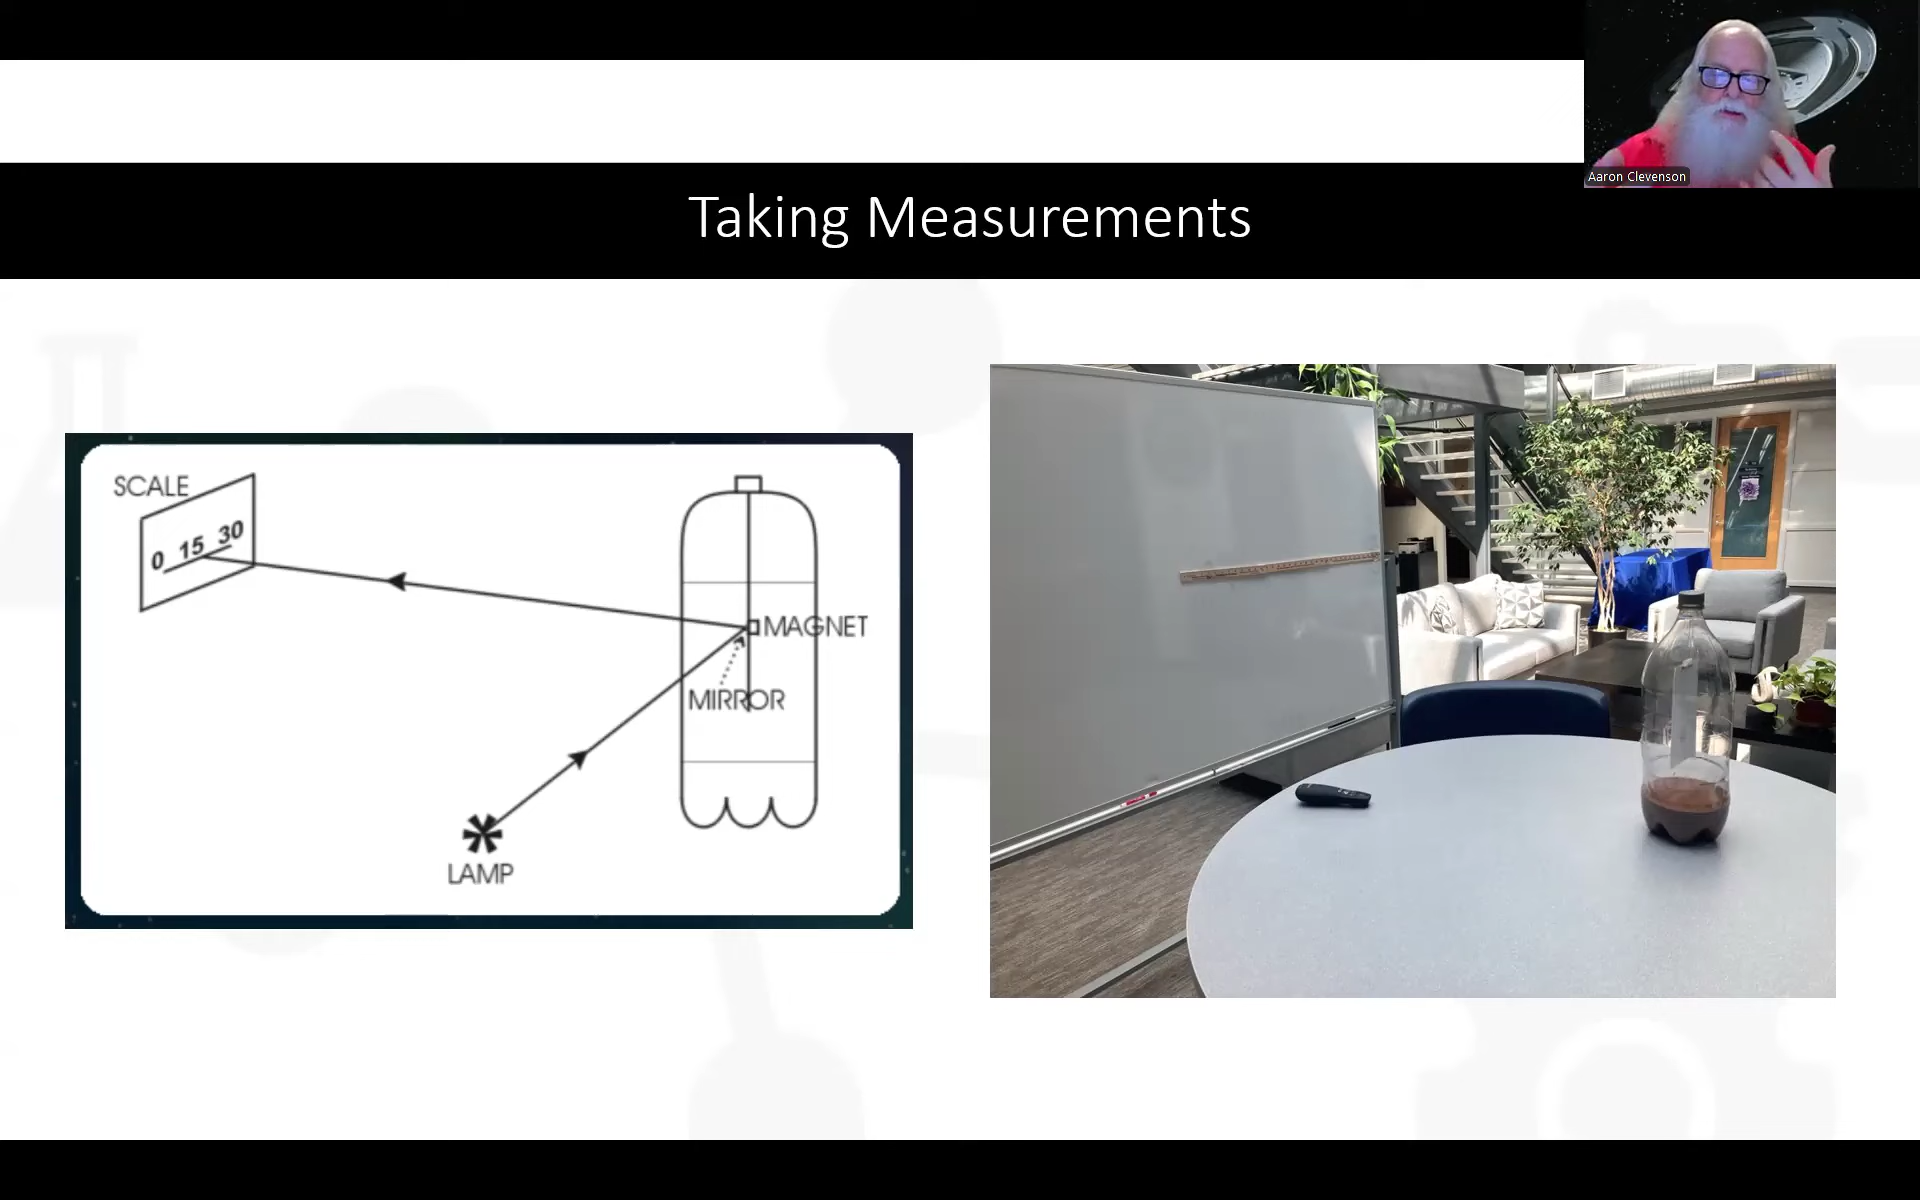 Aaron Clevenson
Taking Measurements
SCALE
0 15 30
MAGNET
MIRROR
LAMP